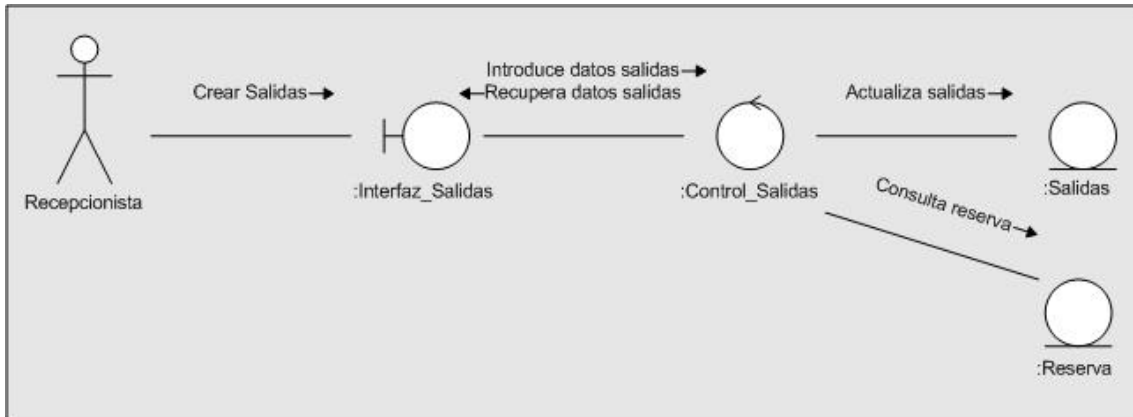 Crear Salidas
Introduce datos salidas
Recupera datos salidas
Actualiza salidas
Recepcionista
:Interfaz_Salidas
:Control_Salidas
:Salidas
Consulta reserva
:Reserva